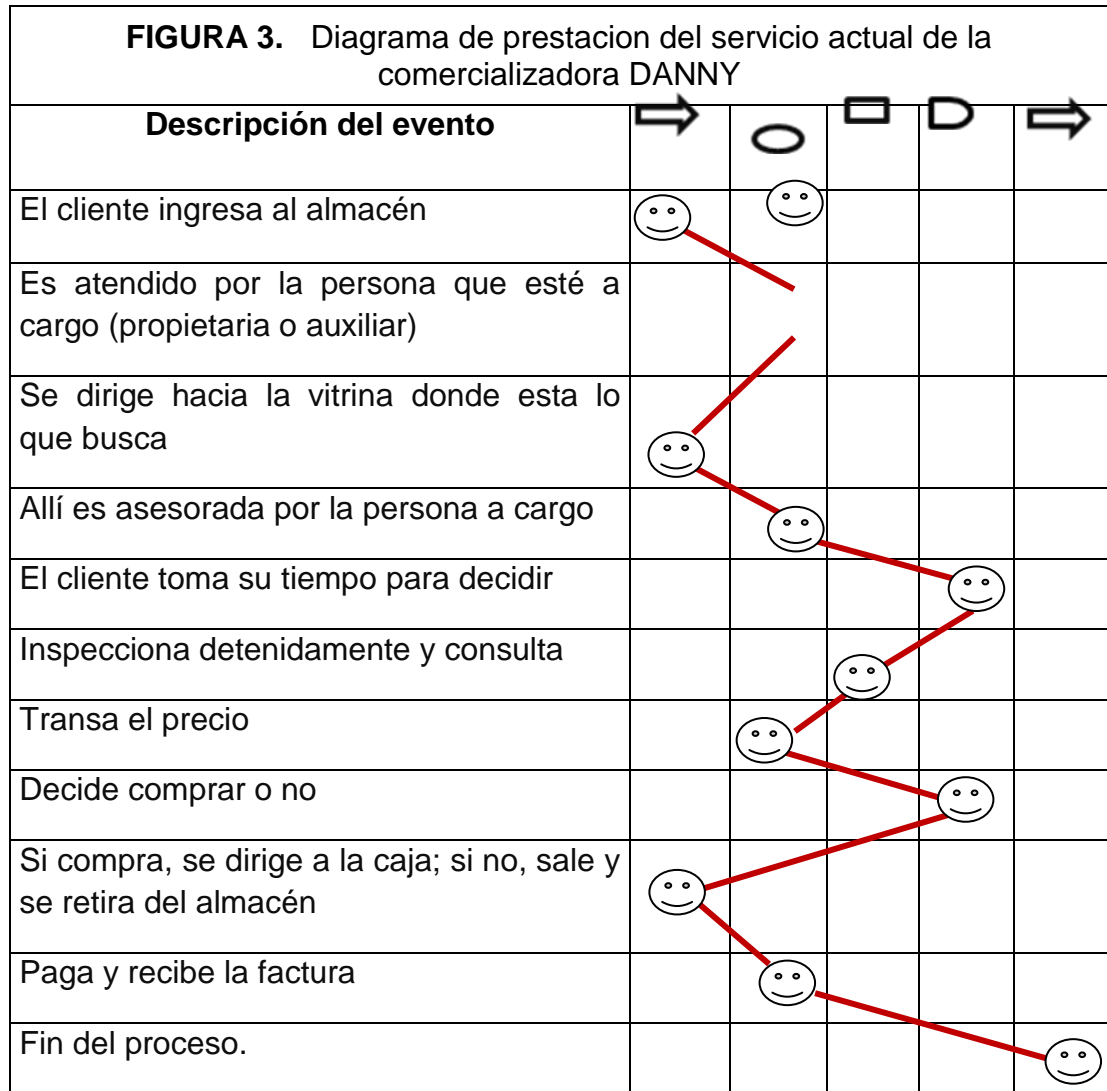 FIGURA 3. Diagrama de prestacion del servicio actual de la
comercializadora DANNY
Descripción del evento
El cliente ingresa al almacén
Es atendido por la persona que esté a
cargo (propietaria o auxiliar)
Se dirige hacia la vitrina donde esta lo
que busca
Allí es asesorada por la persona a cargo
El cliente toma su tiempo para decidir
Inspecciona detenidamente y consulta
Transa el precio
Decide comprar o no
Si compra, se dirige a la caja; si no, sale y
se retira del almacén
Paga y recibe la factura
Fin del proceso.